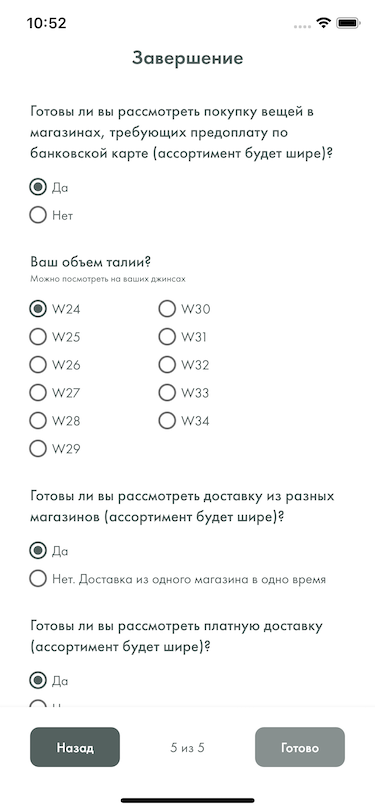 10:52
Завершение
Готовы ли вы рассмотреть покупку вещей в
магазинах, требующих предоплату по
банковской карте (ассортимент будет шире)?
Да
Нет
Ваш объем талии?
Можно посмотреть на ваших джинсах
W24
W30
W25
W31
W26
W32
W27
W33
W28
W34
W29
Готовы ли вы рассмотреть доставку из разных
магазинов (ассортимент будет шире)?
Да
Нет. Доставка из одного магазина в одно время
Готовы ли вы рассмотреть платную доставку
(ассортимент будет шире)?
Да
Назад
5 из 5
Готово